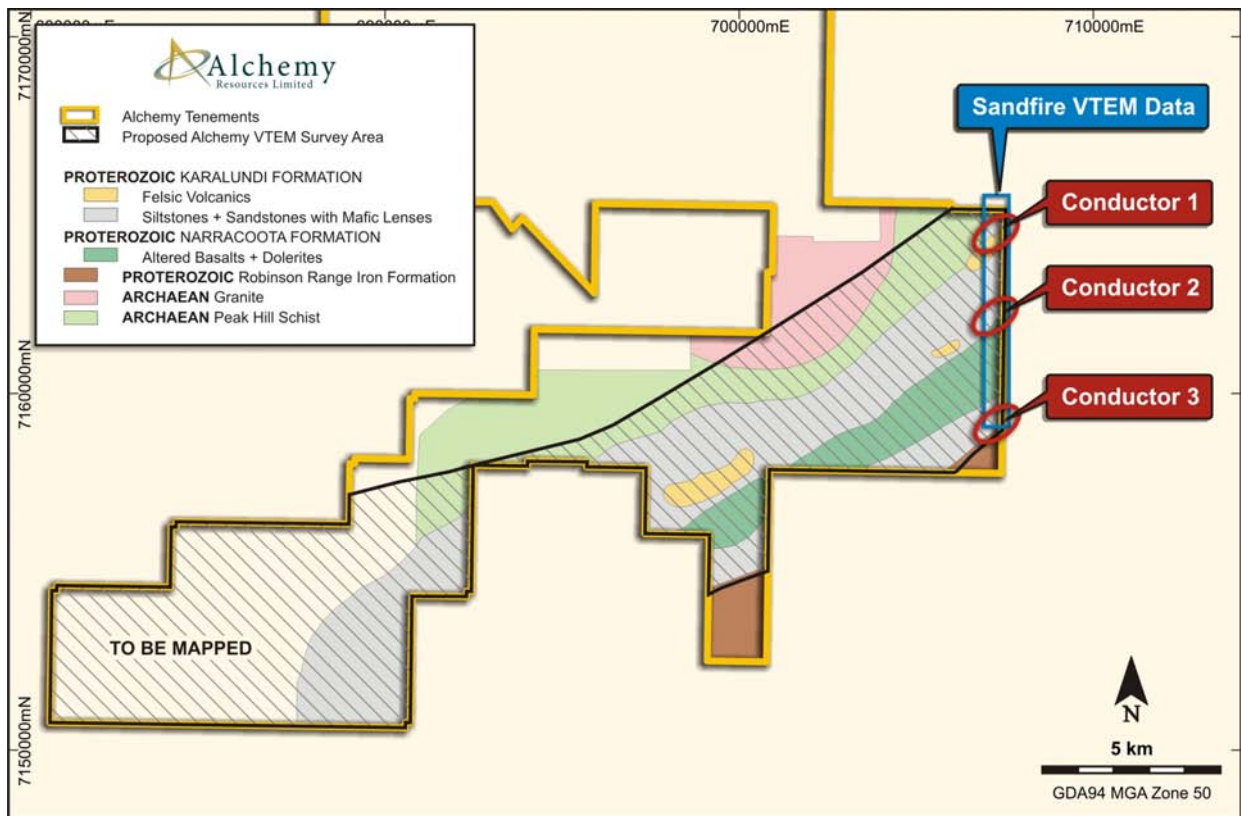 700000mE
710000mE
7170000mN
7160000mN
7150000mN
Alchemy
Resources Limited
Alchemy Tenements
Proposed Alchemy VTEM Survey Area
PROTEROZOIC KARALUNDI FORMATION
Felsic Volcanics
Siltstones + Sandstones with Mafic Lenses
PROTEROZOIC NARRACOOTA FORMATION
Altered Basalts + Dolerites
PROTEROZOIC Robinson Range Iron Formation
ARCHAEAN Granite
ARCHAEAN Peak Hill Schist
Sandfire VTEM Data
Conductor 1
Conductor 2
Conductor 3
TO BE MAPPED
N
5 km
GDA94 MGA Zone 50